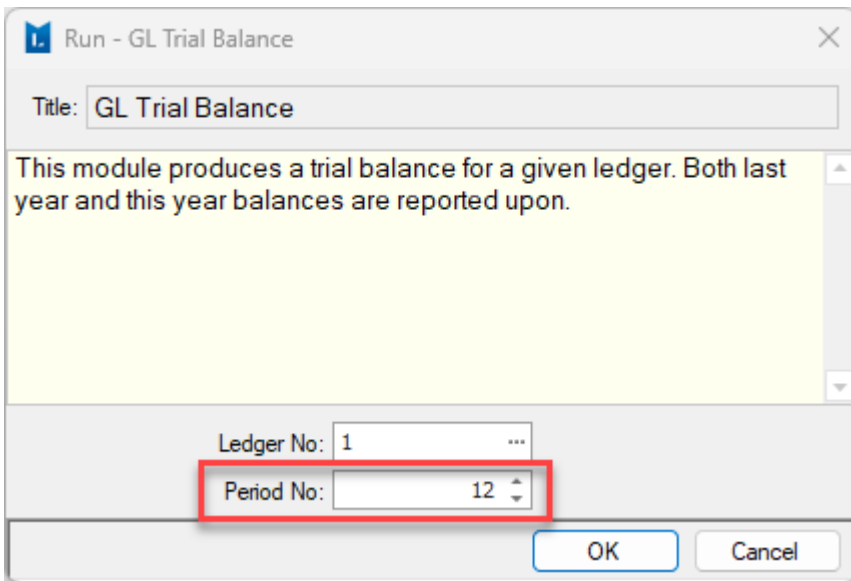 Run - GL Trial Balance
Title: GL Trial Balance
This module produces a trial balance for a given ledger. Both last
year and this year balances are reported upon.
Ledger No: 1 ...
Period No: 12
OK Cancel